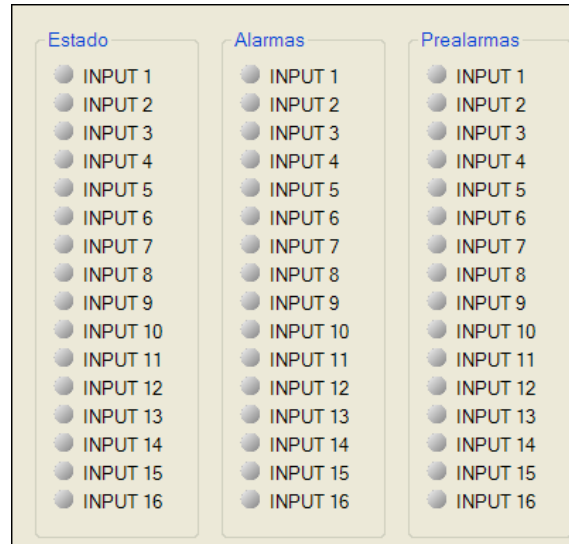 Estado
INPUT 1
INPUT 2
INPUT 3
INPUT 4
INPUT 5
INPUT 6
INPUT 7
INPUT 8
INPUT 9
INPUT 10
INPUT 11
INPUT 12
INPUT 13
INPUT 14
INPUT 15
INPUT 16
Alarmas
INPUT 1
INPUT 2
INPUT 3
INPUT 4
INPUT 5
INPUT 6
INPUT 7
INPUT 8
INPUT 9
INPUT 10
INPUT 11
INPUT 12
INPUT 13
INPUT 14
INPUT 15
INPUT 16
Prealarmas
INPUT 1
INPUT 2
INPUT 3
INPUT 4
INPUT 5
INPUT 6
INPUT 7
INPUT 8
INPUT 9
INPUT 10
INPUT 11
INPUT 12
INPUT 13
INPUT 14
INPUT 15
INPUT 16